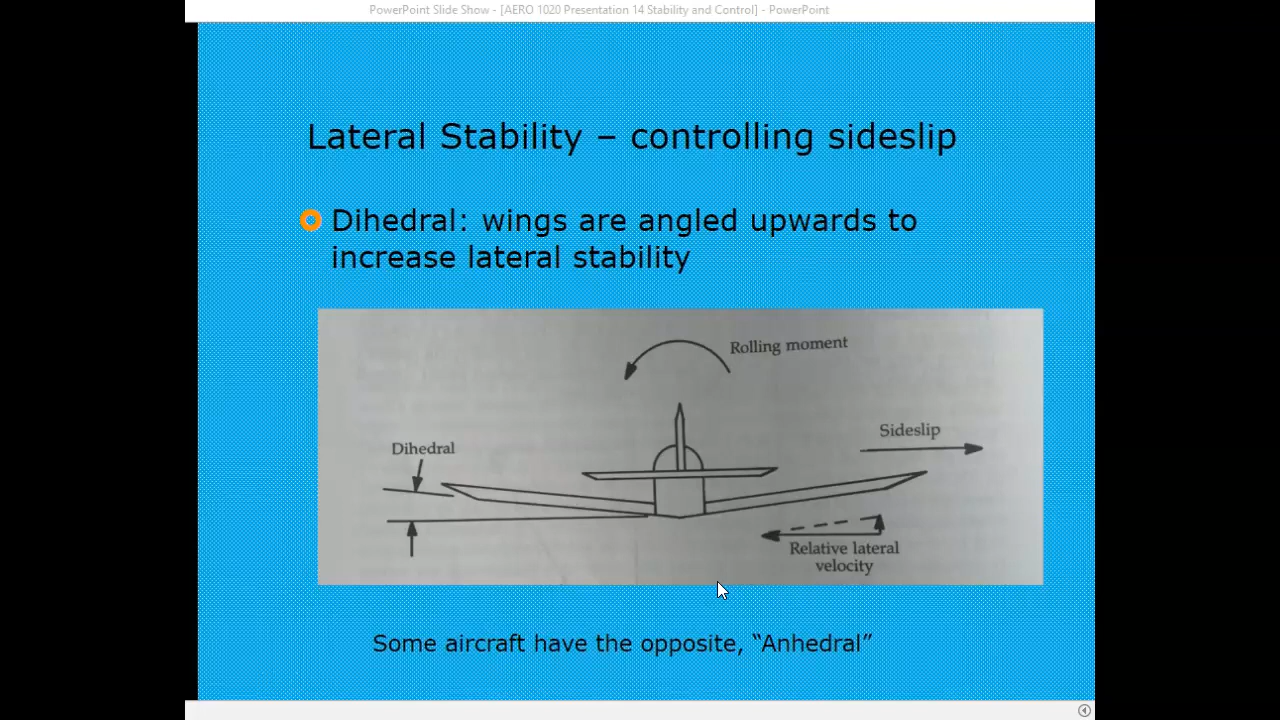 PowerPoint Slide Show - [AERO 1020 Presentation 14 Stability and Control] - PowerPoint
Lateral Stability – controlling sideslip
Dihedral: wings are angled upwards to
increase lateral stability
Rolling moment
Sideslip
Dihedral
Relative lateral
velocity
Some aircraft have the opposite, “Anhedral”